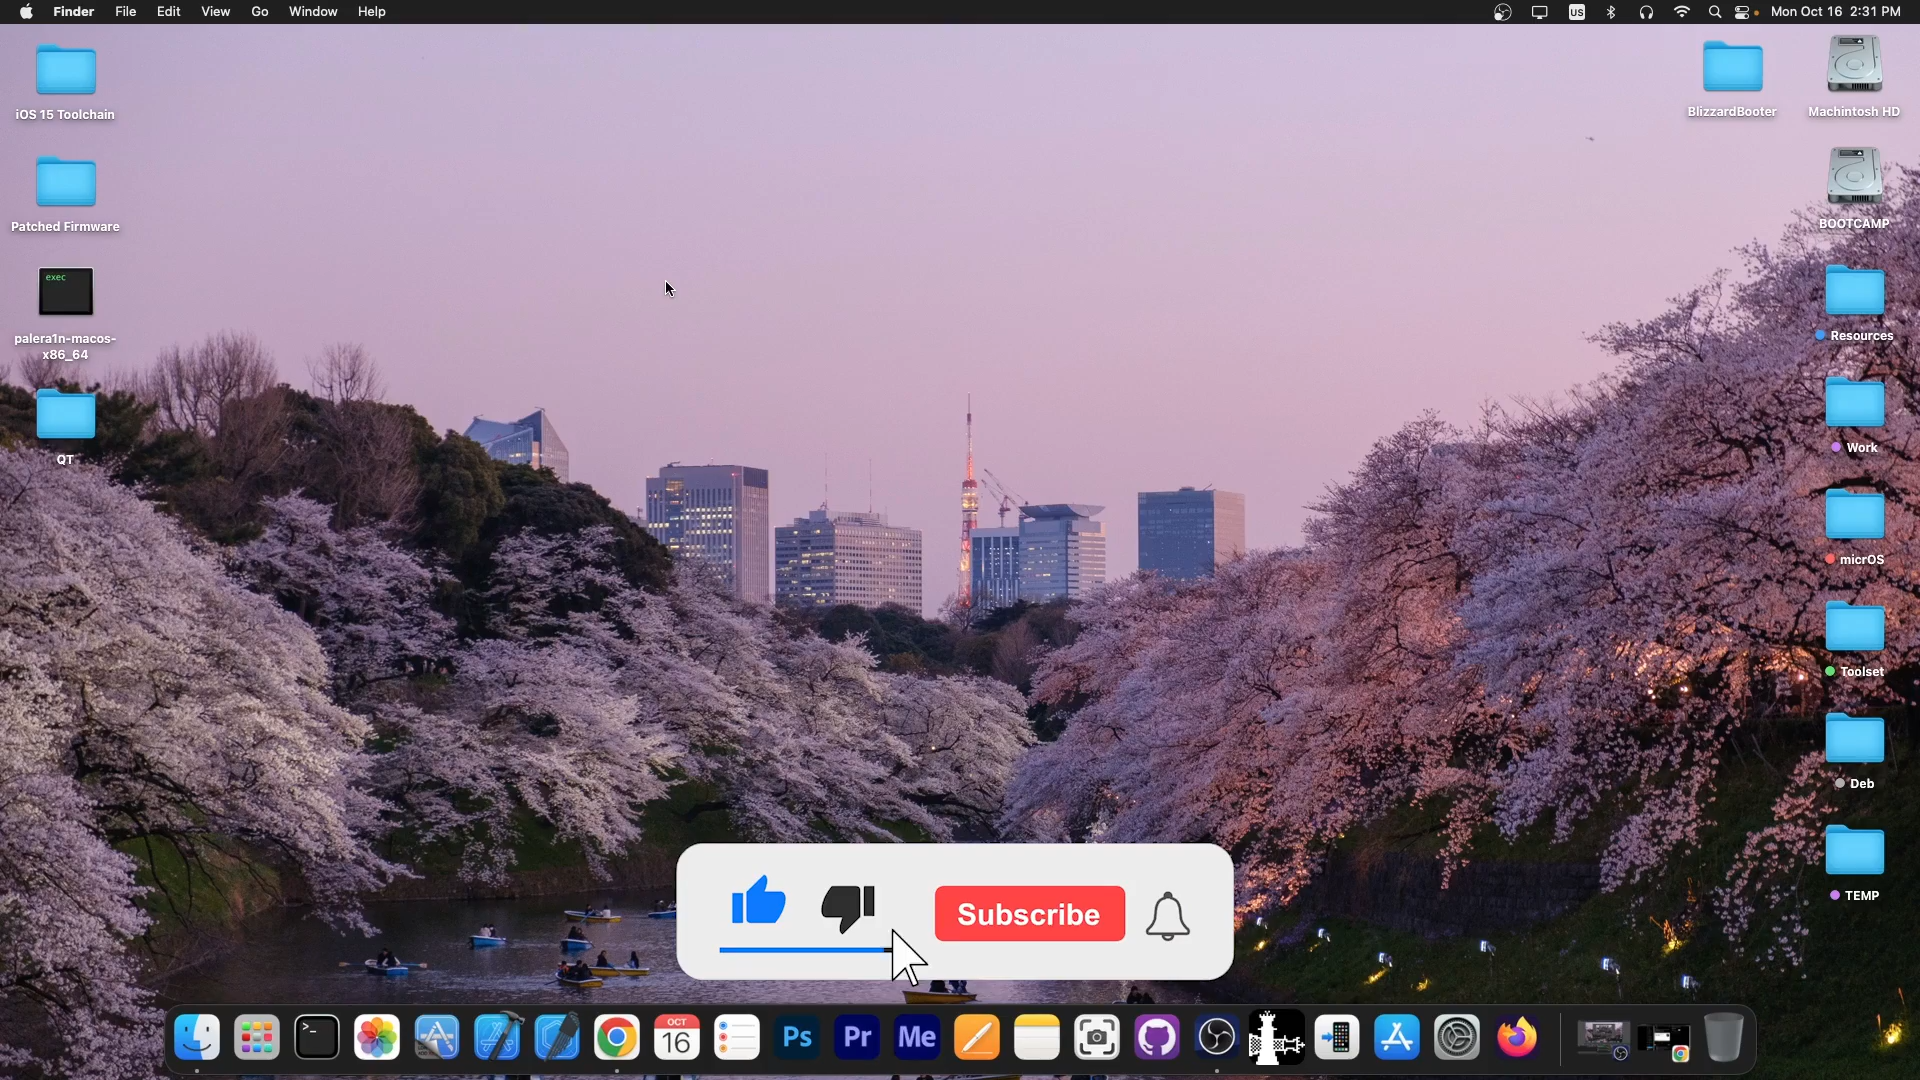 Finder File Edit View Go Window Help
US
Mon Oct 16 2:31 PM
iOS 15 Toolchain
Patched Firmware
exec
palera1n-macos-
x86_64
QT
BlizzardBooter
Machintosh HD
BOOTCAMP
Resources
Work
micrOS
Toolset
Deb
TEMP
Subscribe
>_
OCT
16
Ps
Pr
Me